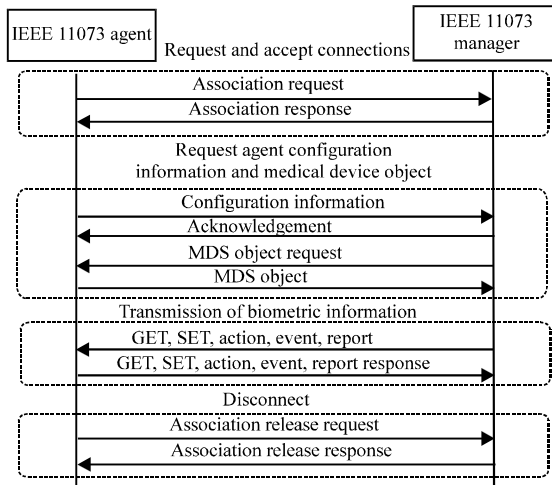 IEEE 11073 agent
IEEE 11073
manager
Request and accept connections
Association request
Association response
Request agent configuration
information and medical device object
Configuration information
Acknowledgement
MDS object request
MDS object
Transmission of biometric information
GET, SET, action, event, report
GET, SET, action, event, report response
Disconnect
Association release request
Association release response